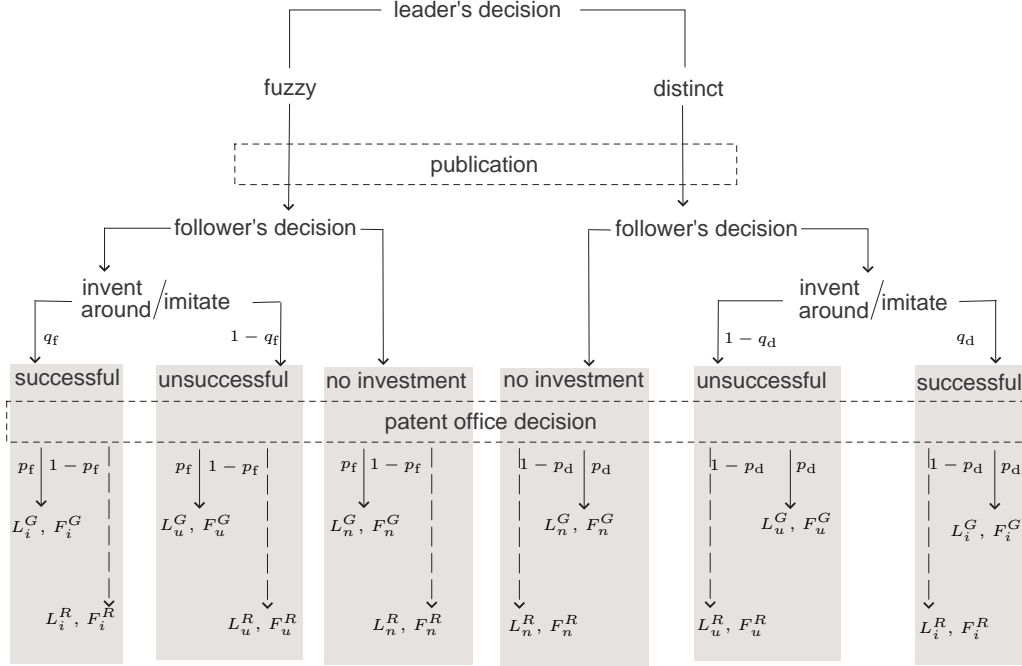 leader's decision
fuzzy distinct
publication
follower's decision follower's decision
invent around/imitate invent around/imitate
q_f 1 − q_f 1 − q_d q_d
successful unsuccessful no investment no investment unsuccessful successful
patent office decision
p_f 1 − p_f p_f 1 − p_f p_f 1 − p_f 1 − p_d p_d 1 − p_d p_d 1 − p_d p_d
L_i^G, F_i^G L_u^G, F_u^G L_n^G, F_n^G L_n^G, F_n^G L_u^G, F_u^G L_i^G, F_i^G
L_i^R, F_i^R L_u^R, F_u^R L_n^R, F_n^R L_n^R, F_n^R L_u^R, F_u^R L_i^R, F_i^R